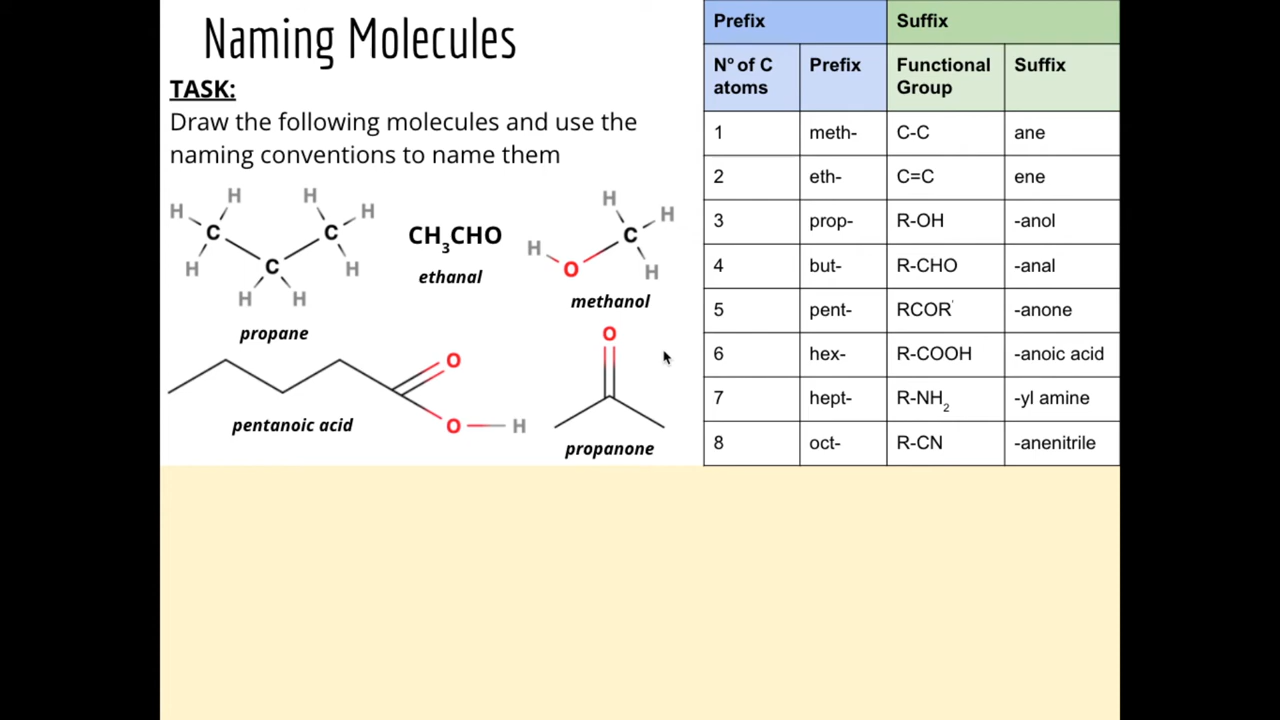 Naming Molecules
TASK:
Draw the following molecules and use the
naming conventions to name them
H H H H
H C C H
C
H H
propane
CH₃CHO
ethanal
H H
H C
O H
methanol
O
O H
pentanoic acid
O
propanone
Prefix Suffix
Nº of C atoms Prefix Functional Group Suffix
1 meth- C-C ane
2 eth- C=C ene
3 prop- R-OH -anol
4 but- R-CHO -anal
5 pent- RCOR' -anone
6 hex- R-COOH -anoic acid
7 hept- R-NH₂ -yl amine
8 oct- R-CN -anenitrile